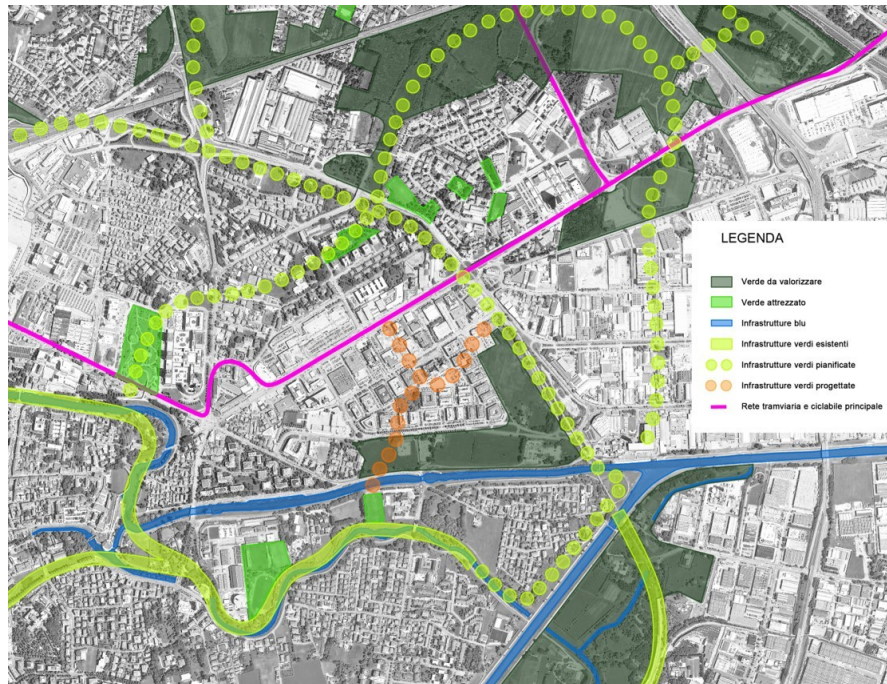 LEGENDA
Verde da valorizzare
Verde attrezzato
Infrastrutture blu
Infrastrutture verdi esistenti
Infrastrutture verdi pianificate
Infrastrutture verdi progettate
Rete tramviaria e ciclabile principale